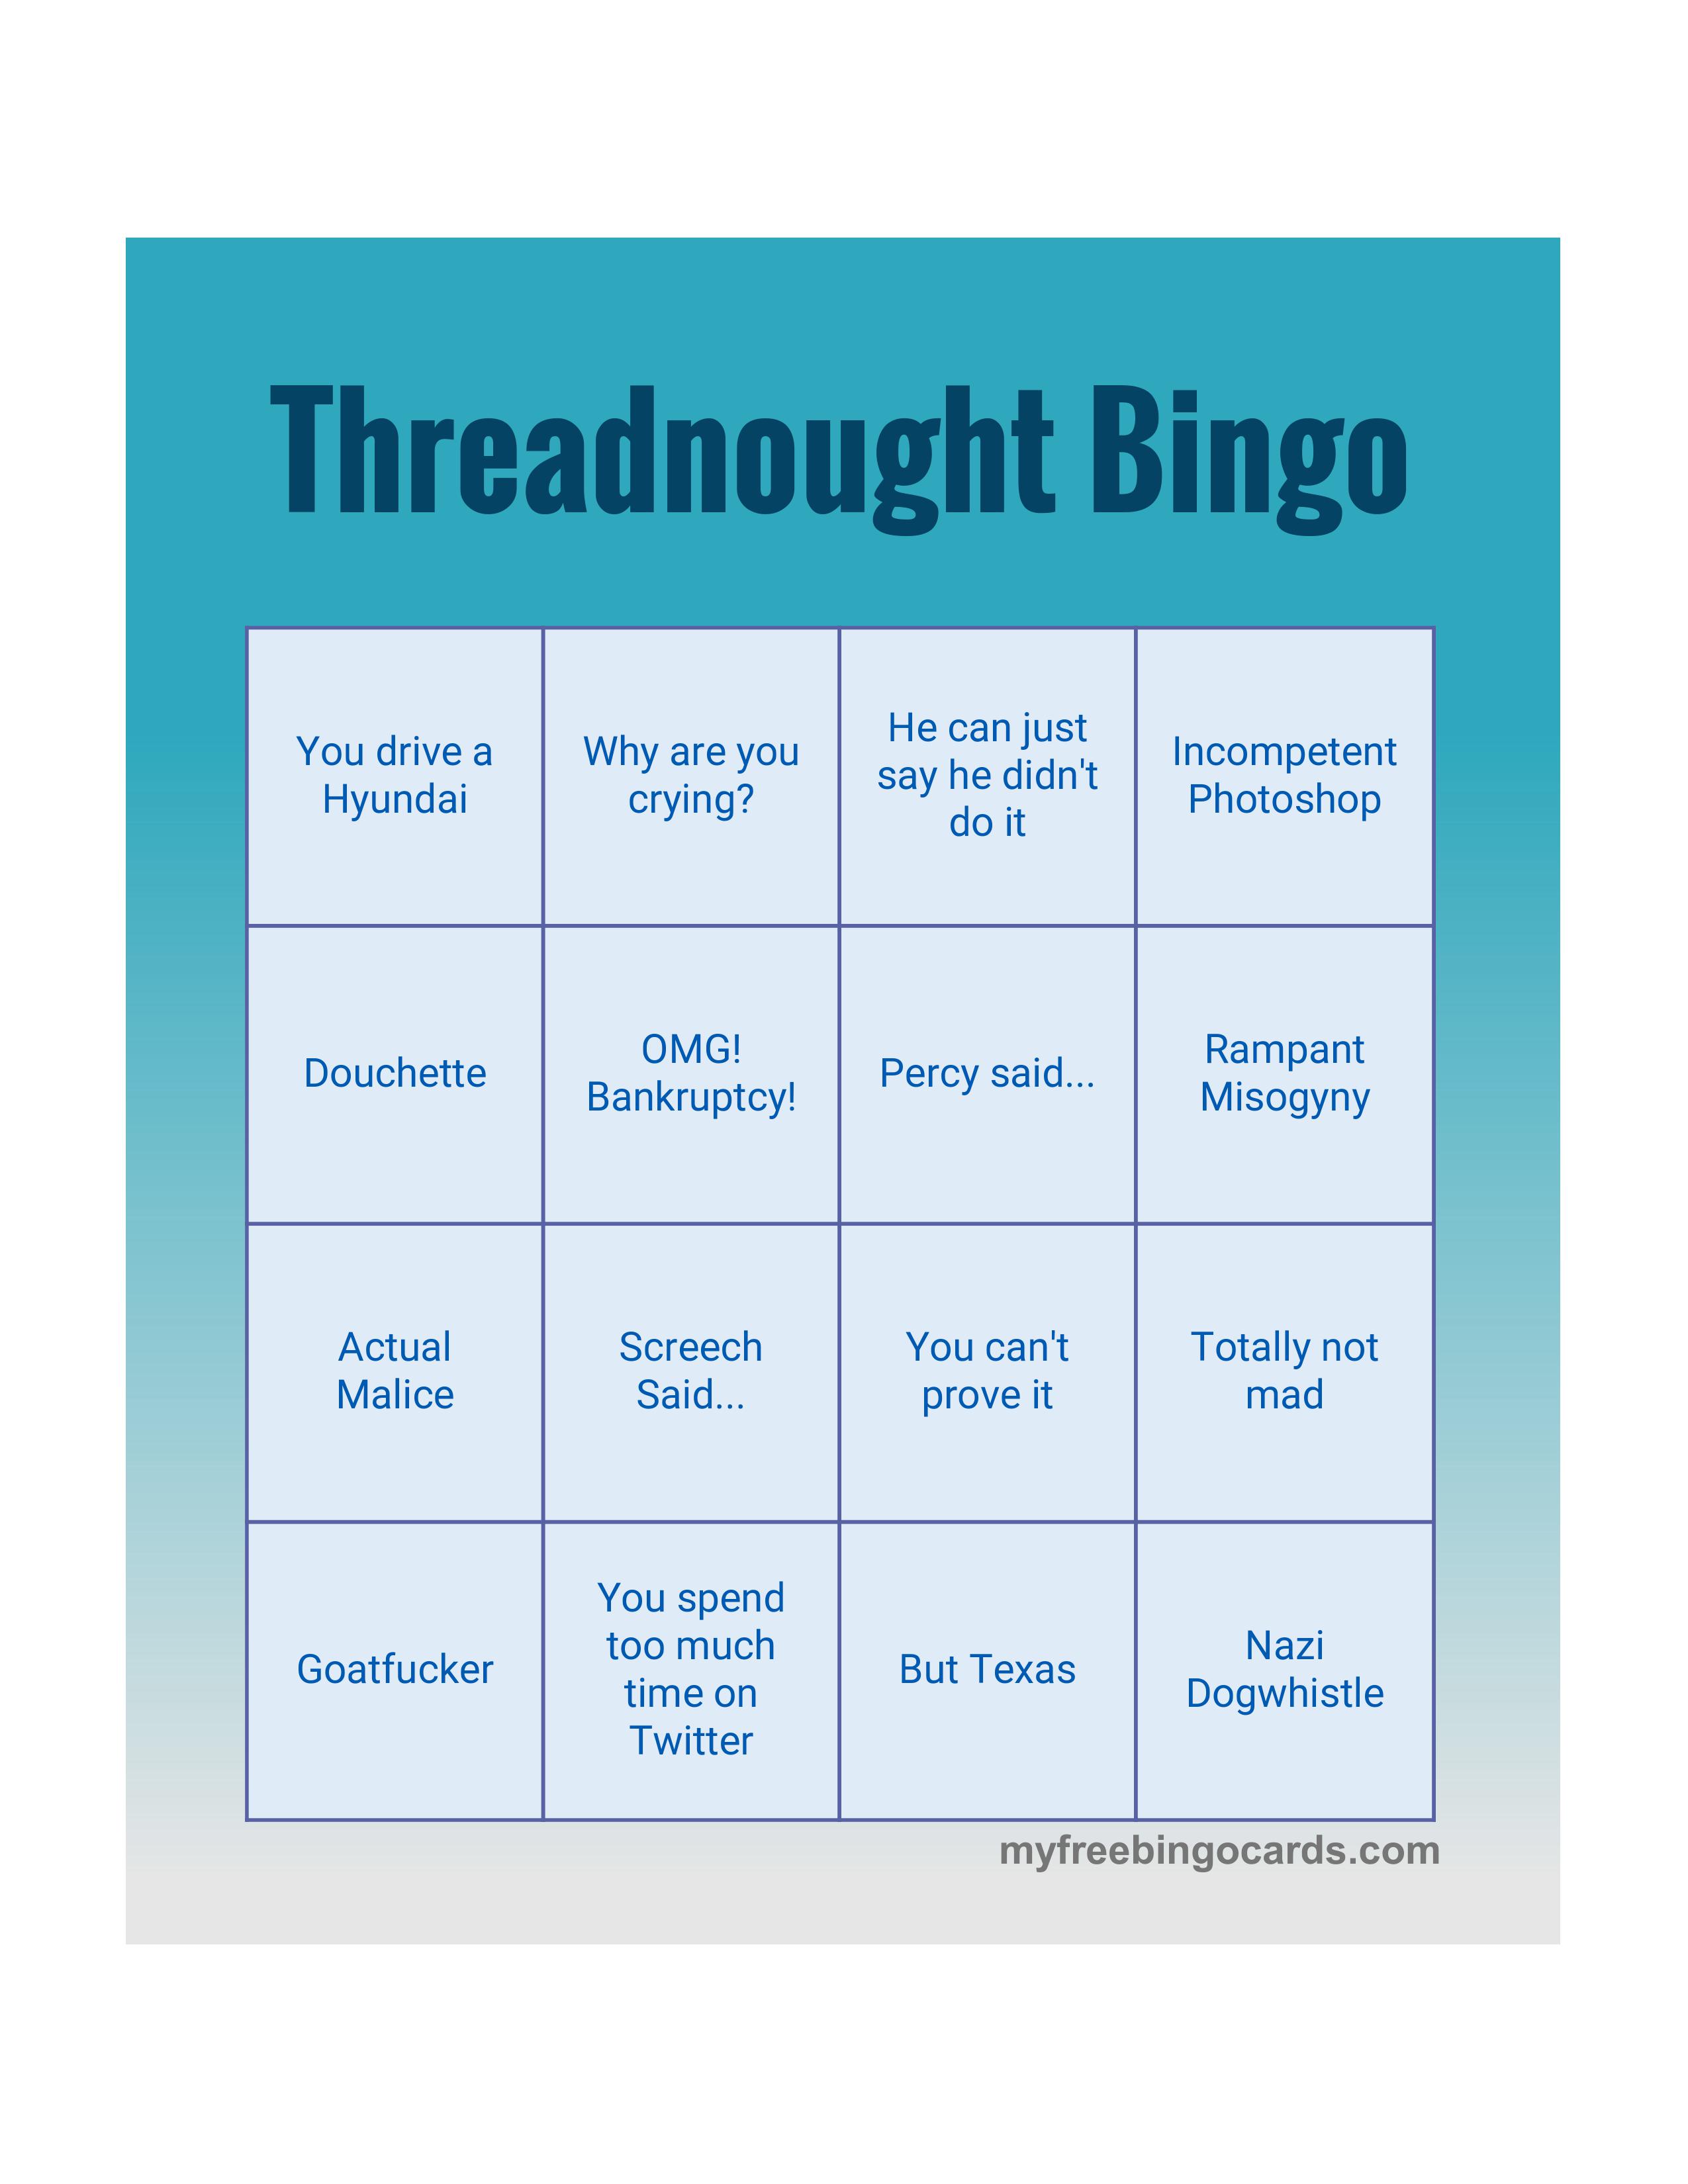 Threadnought Bingo
You drive a
Hyundai
Why are you
crying?
He can just
say he didn't
do it
Incompetent
Photoshop
Douchette
OMG!
Bankruptcy!
Percy said...
Rampant
Misogyny
Actual
Malice
Screech
Said...
You can't
prove it
Totally not
mad
Goatfucker
You spend
too much
time on
Twitter
But Texas
Nazi
Dogwhistle
myfreebingocards.com